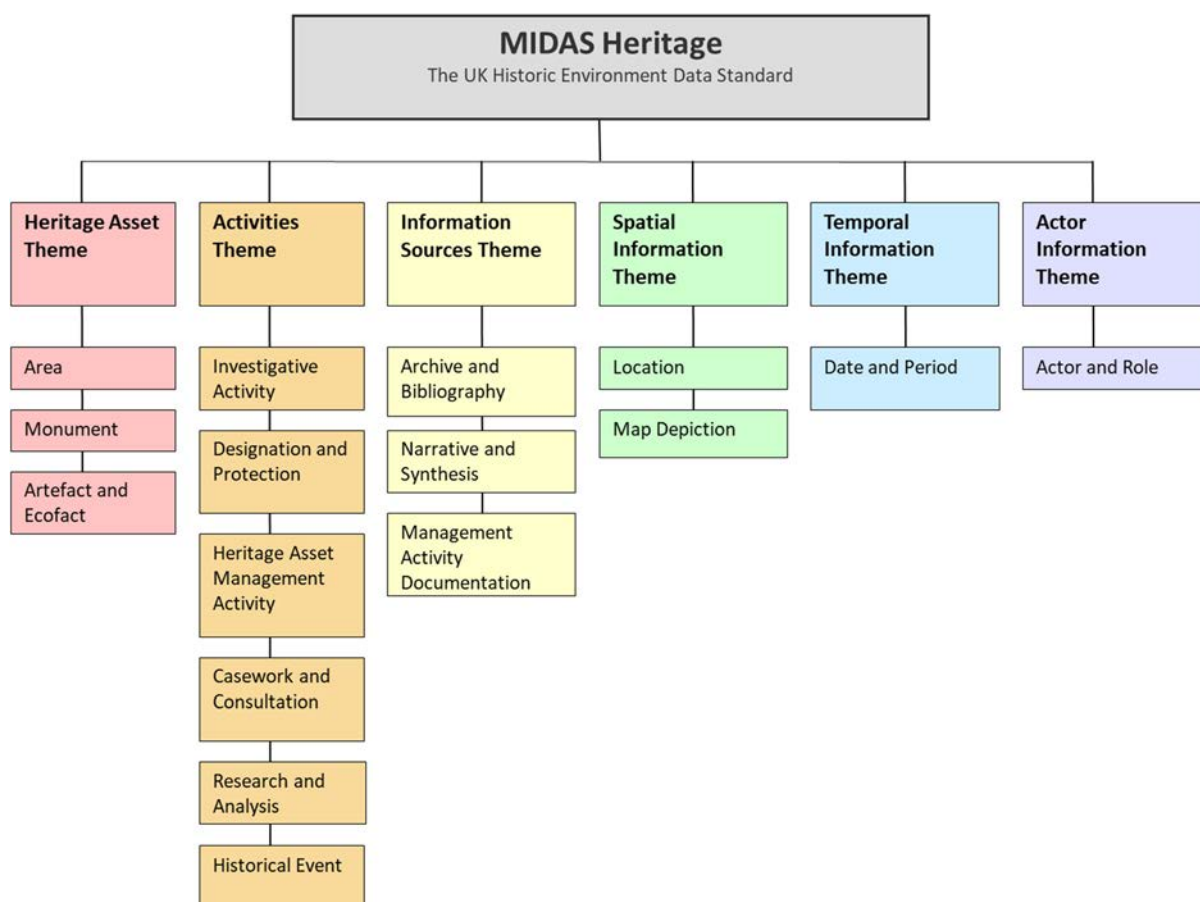 MIDAS Heritage
The UK Historic Environment Data Standard
Heritage Asset
Theme
Area
Monument
Artefact and
Ecofact
Activities
Theme
Investigative
Activity
Designation and
Protection
Heritage Asset
Management
Activity
Casework and
Consultation
Research and
Analysis
Historical Event
Information
Sources Theme
Archive and
Bibliography
Narrative and
Synthesis
Management
Activity
Documentation
Spatial
Information
Theme
Location
Map Depiction
Temporal
Information
Theme
Date and Period
Actor
Information
Theme
Actor and Role